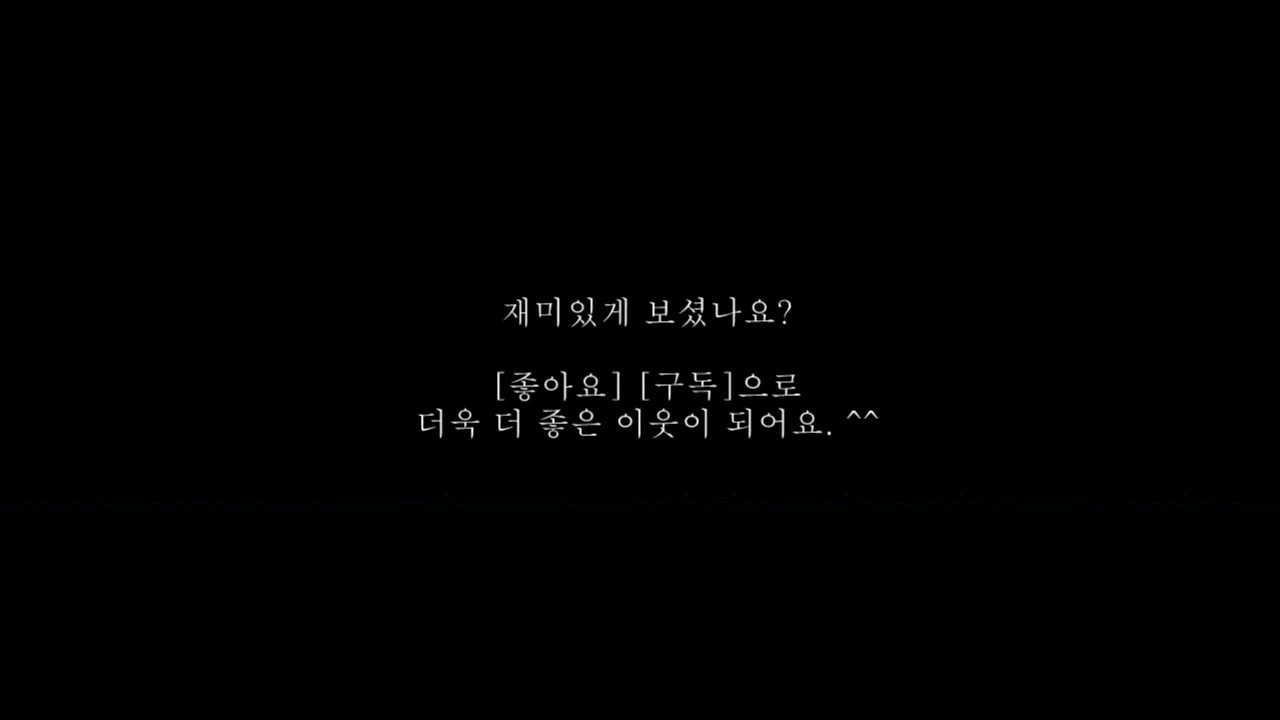 재미있게 보셨나요?
[좋아요] [구독]으로
더욱 더 좋은 이웃이 되어요. ^^